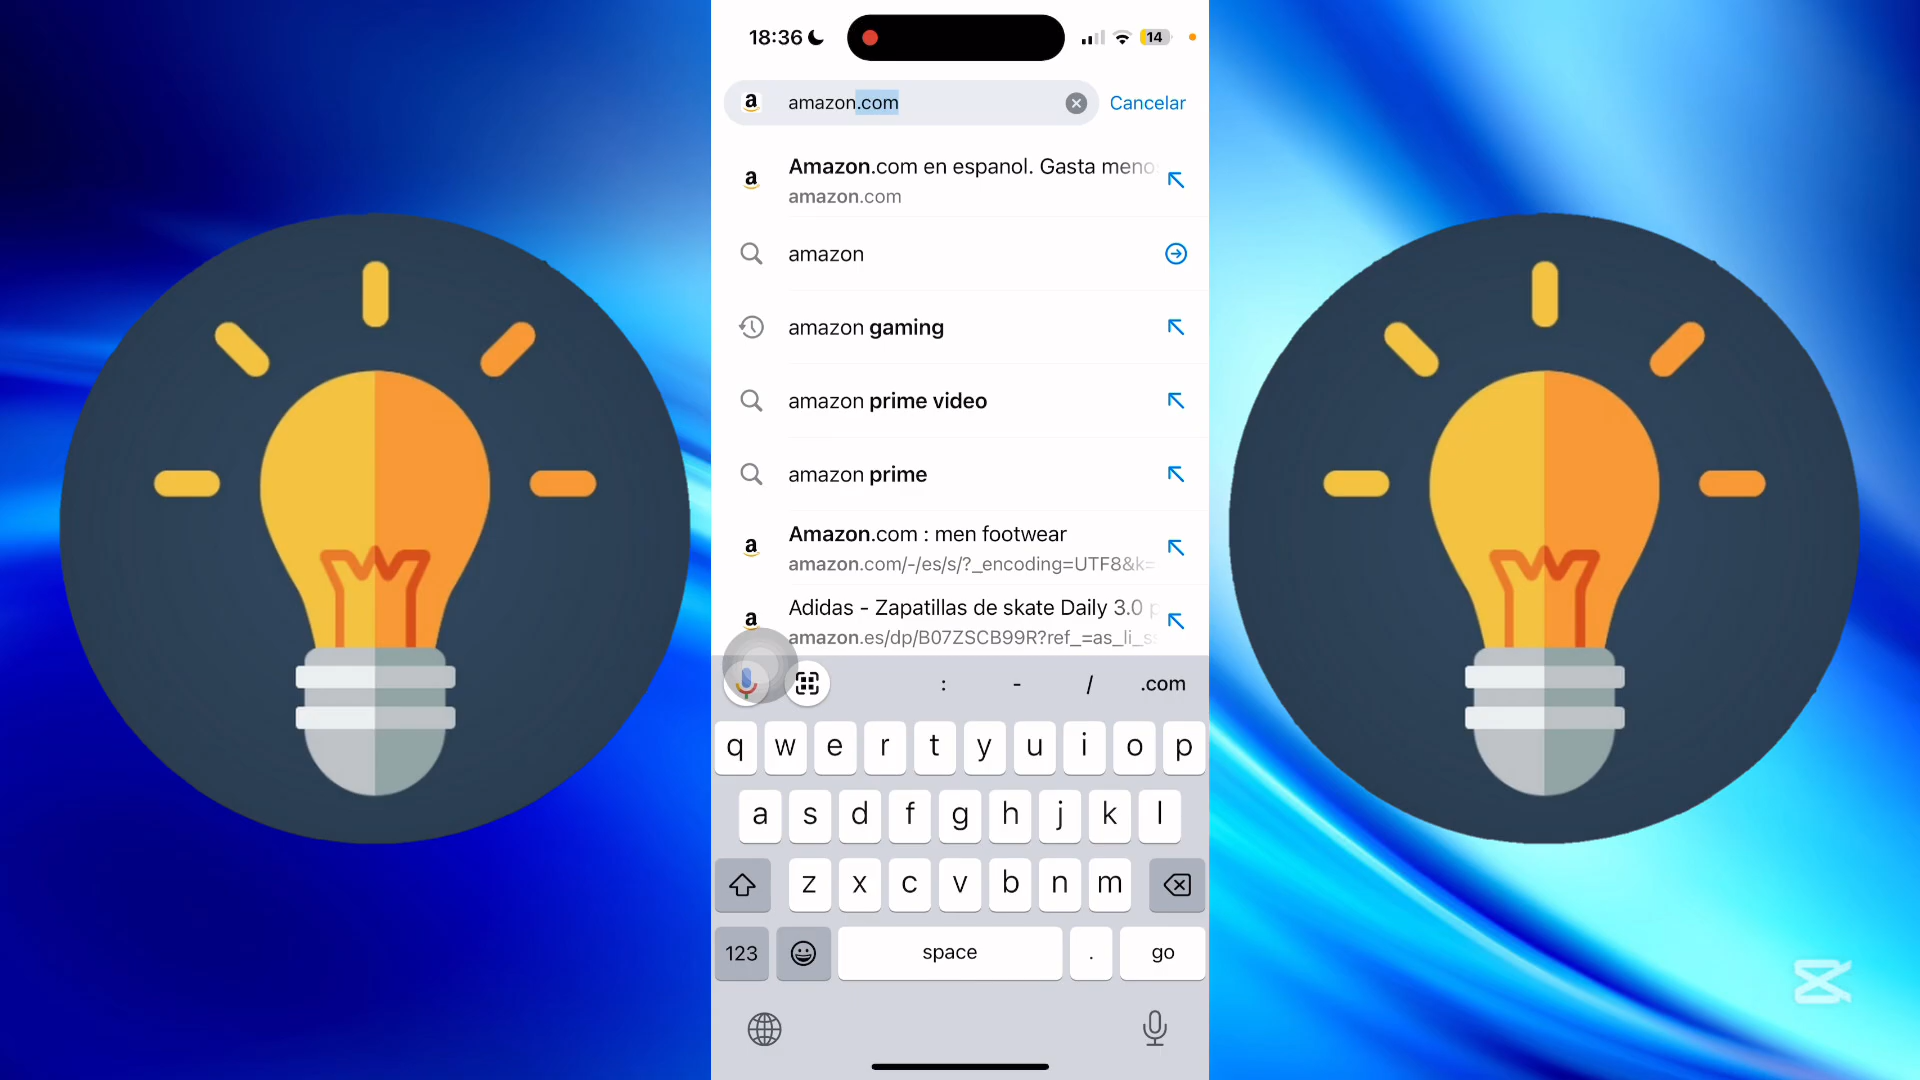 18:36
14
a amazon.com
Cancelar
Amazon.com en espanol. Gasta meno
amazon.com
amazon
amazon gaming
amazon prime video
amazon prime
Amazon.com : men footwear
amazon.com/-/es/s/?_encoding=UTF8&k=
Adidas - Zapatillas de skate Daily 3.0 p
amazon.es/dp/B07ZSCB99R?ref_=as_li_ss
: - / .com
q w e r t y u i o p
a s d f g h j k l
z x c v b n m
123 space . go